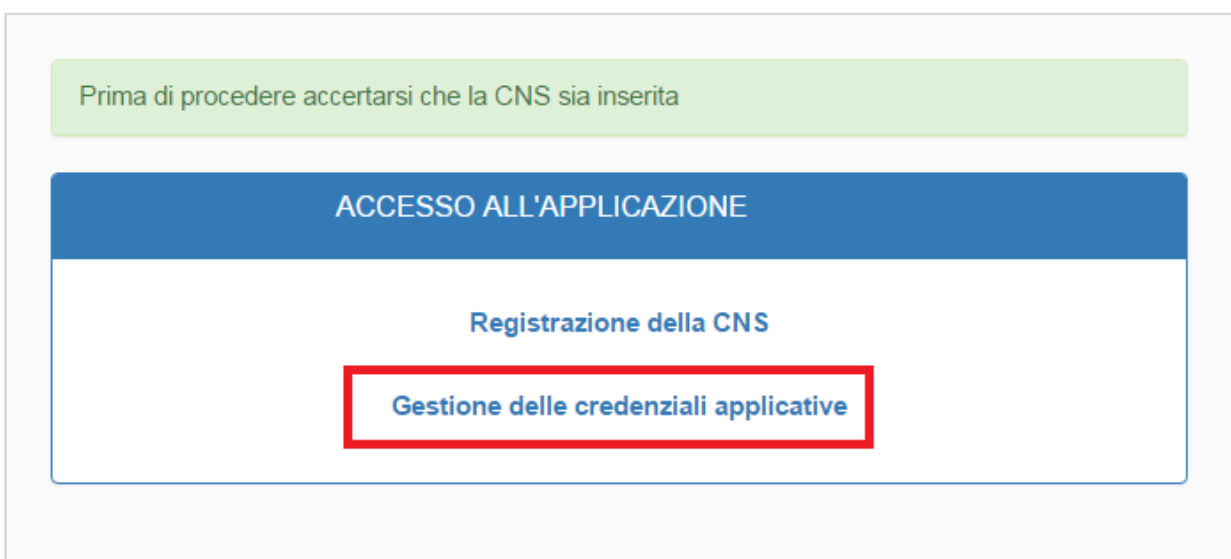 Prima di procedere accertarsi che la CNS sia inserita
ACCESSO ALL'APPLICAZIONE
Registrazione della CNS
Gestione delle credenziali applicative